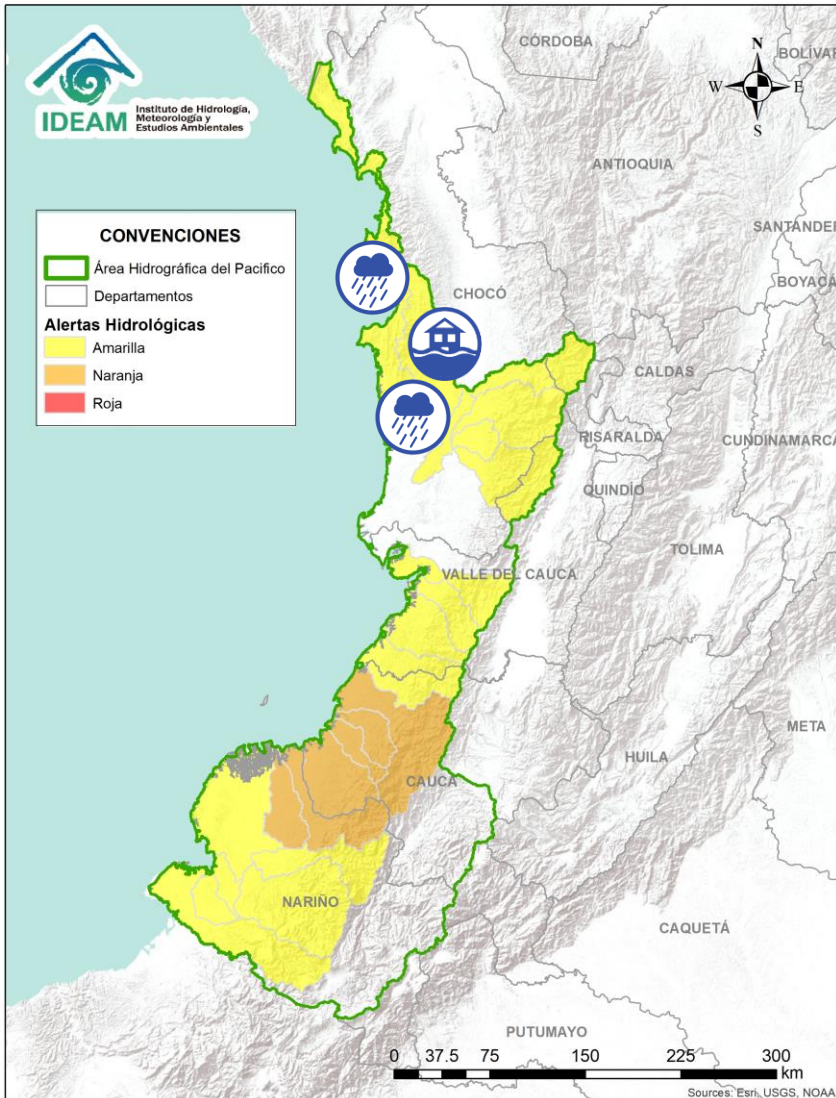 IDEAM
Instituto de Hidrología,
Meteorología y
Estudios Ambientales
CÓRDOBA
BOLÍVAR
N
W
E
S
ANTIOQUIA
SANTANDER
BOYACÁ
CONVENCIONES
Área Hidrográfica del Pacifico
Departamentos
Alertas Hidrológicas
Amarilla
Naranja
Roja
CHOCÓ
CALDAS
RISARALDA
CUNDINAMARCA
QUINDÍO
TOLIMA
VALLE DEL CAUCA
META
HUILA
CAUCA
NARIÑO
CAQUETÁ
PUTUMAYO
0 37.5 75 150 225 300
km
Sources: Esri, USGS, NOAA